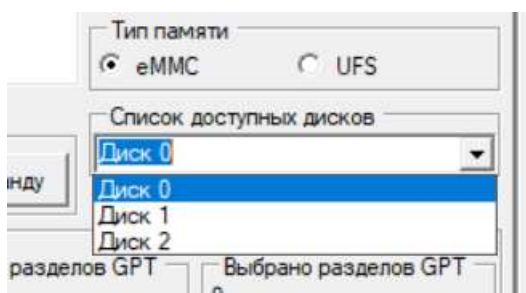 Тип памяти
eMMC UFS
Список доступных дисков
Диск 0
нду
Диск 0
Диск 1
Диск 2
разделов GPT Выбрано разделов GPT